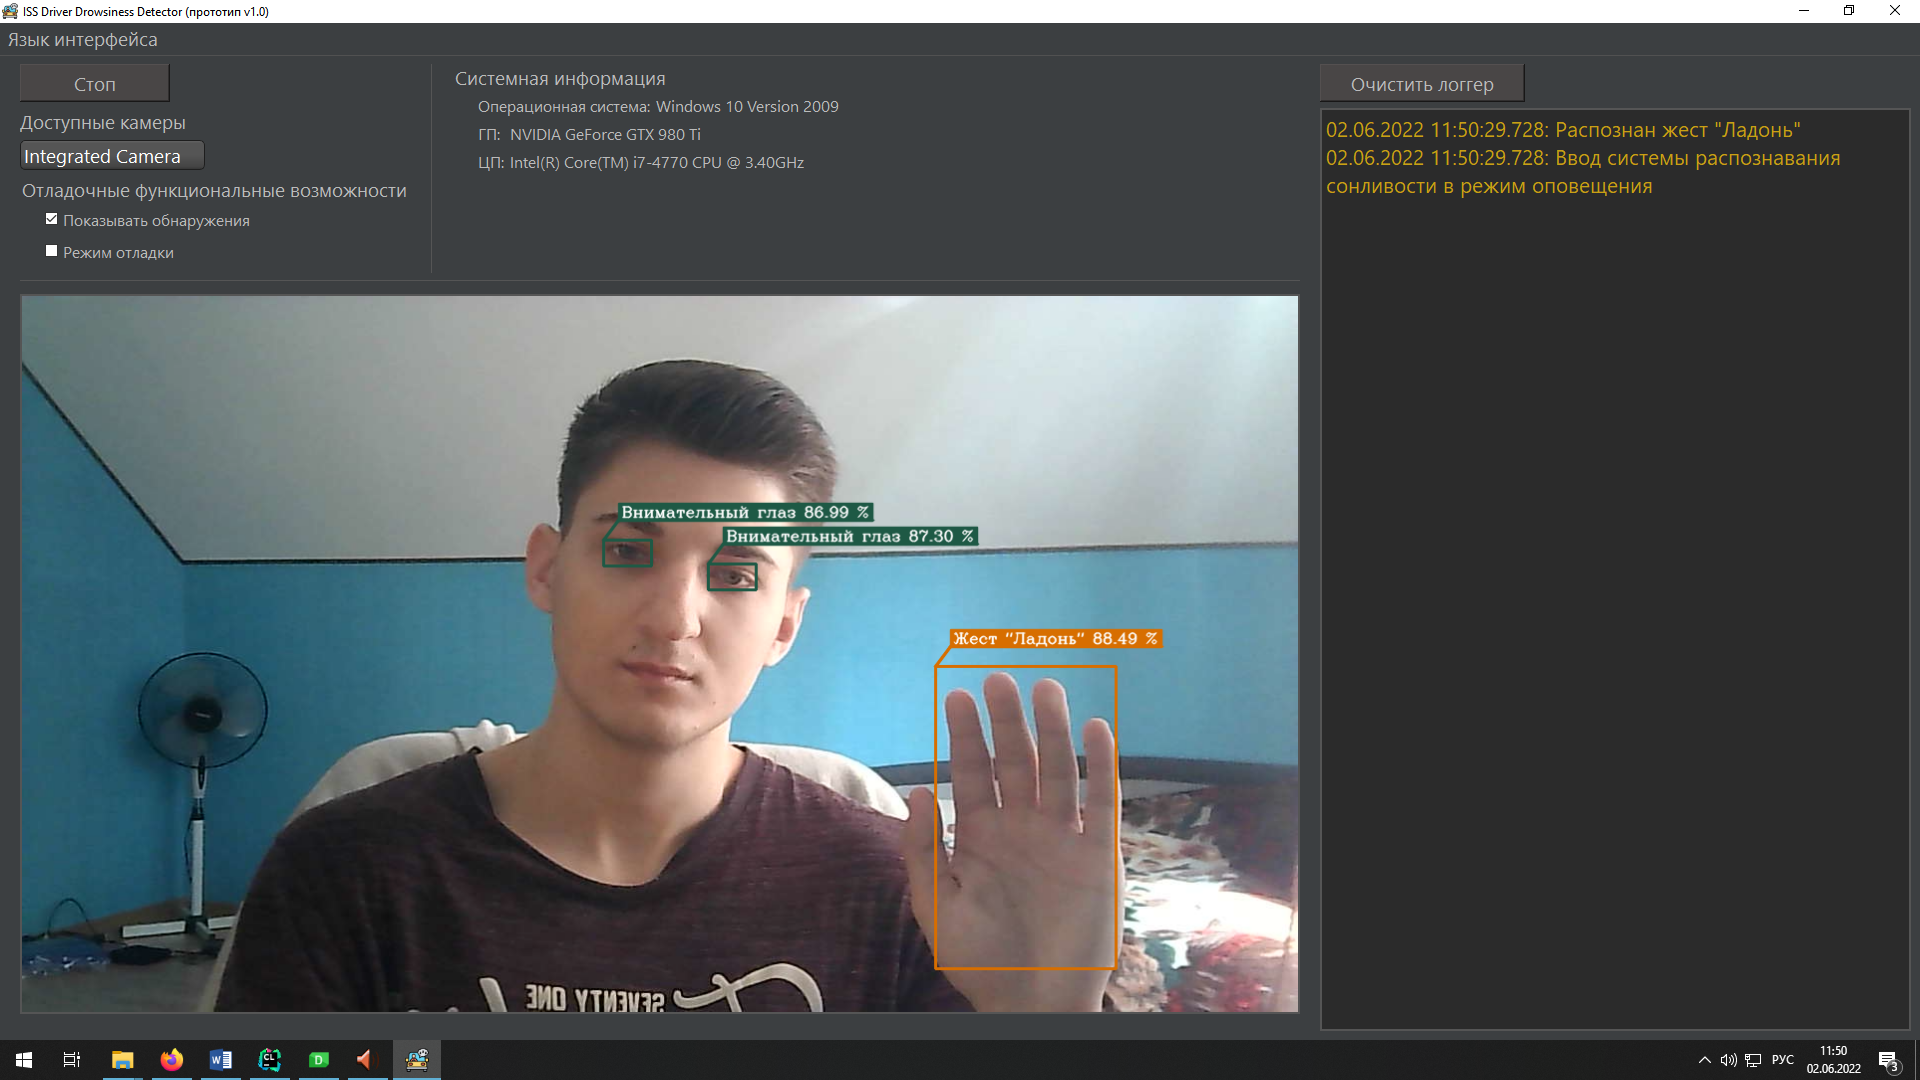 ISS Driver Drowsiness Detector (прототип v1.0)
Язык интерфейса
Стоп
Доступные камеры
Integrated Camera
Отладочные функциональные возможности
Показывать обнаружения
Режим отладки
Системная информация
Операционная система: Windows 10 Version 2009
ГП: NVIDIA GeForce GTX 980 Ti
ЦП: Intel(R) Core(TM) i7-4770 CPU @ 3.40GHz
Очистить логгер
02.06.2022 11:50:29.728: Распознан жест "Ладонь"
02.06.2022 11:50:29.728: Ввод системы распознавания
сонливости в режим оповещения
Внимательный глаз 86.99 %
Внимательный глаз 87.30 %
Жест "Ладонь" 88.49 %
SEVENTY ONE
W
CL
D
РУС
11:50
02.06.2022
3